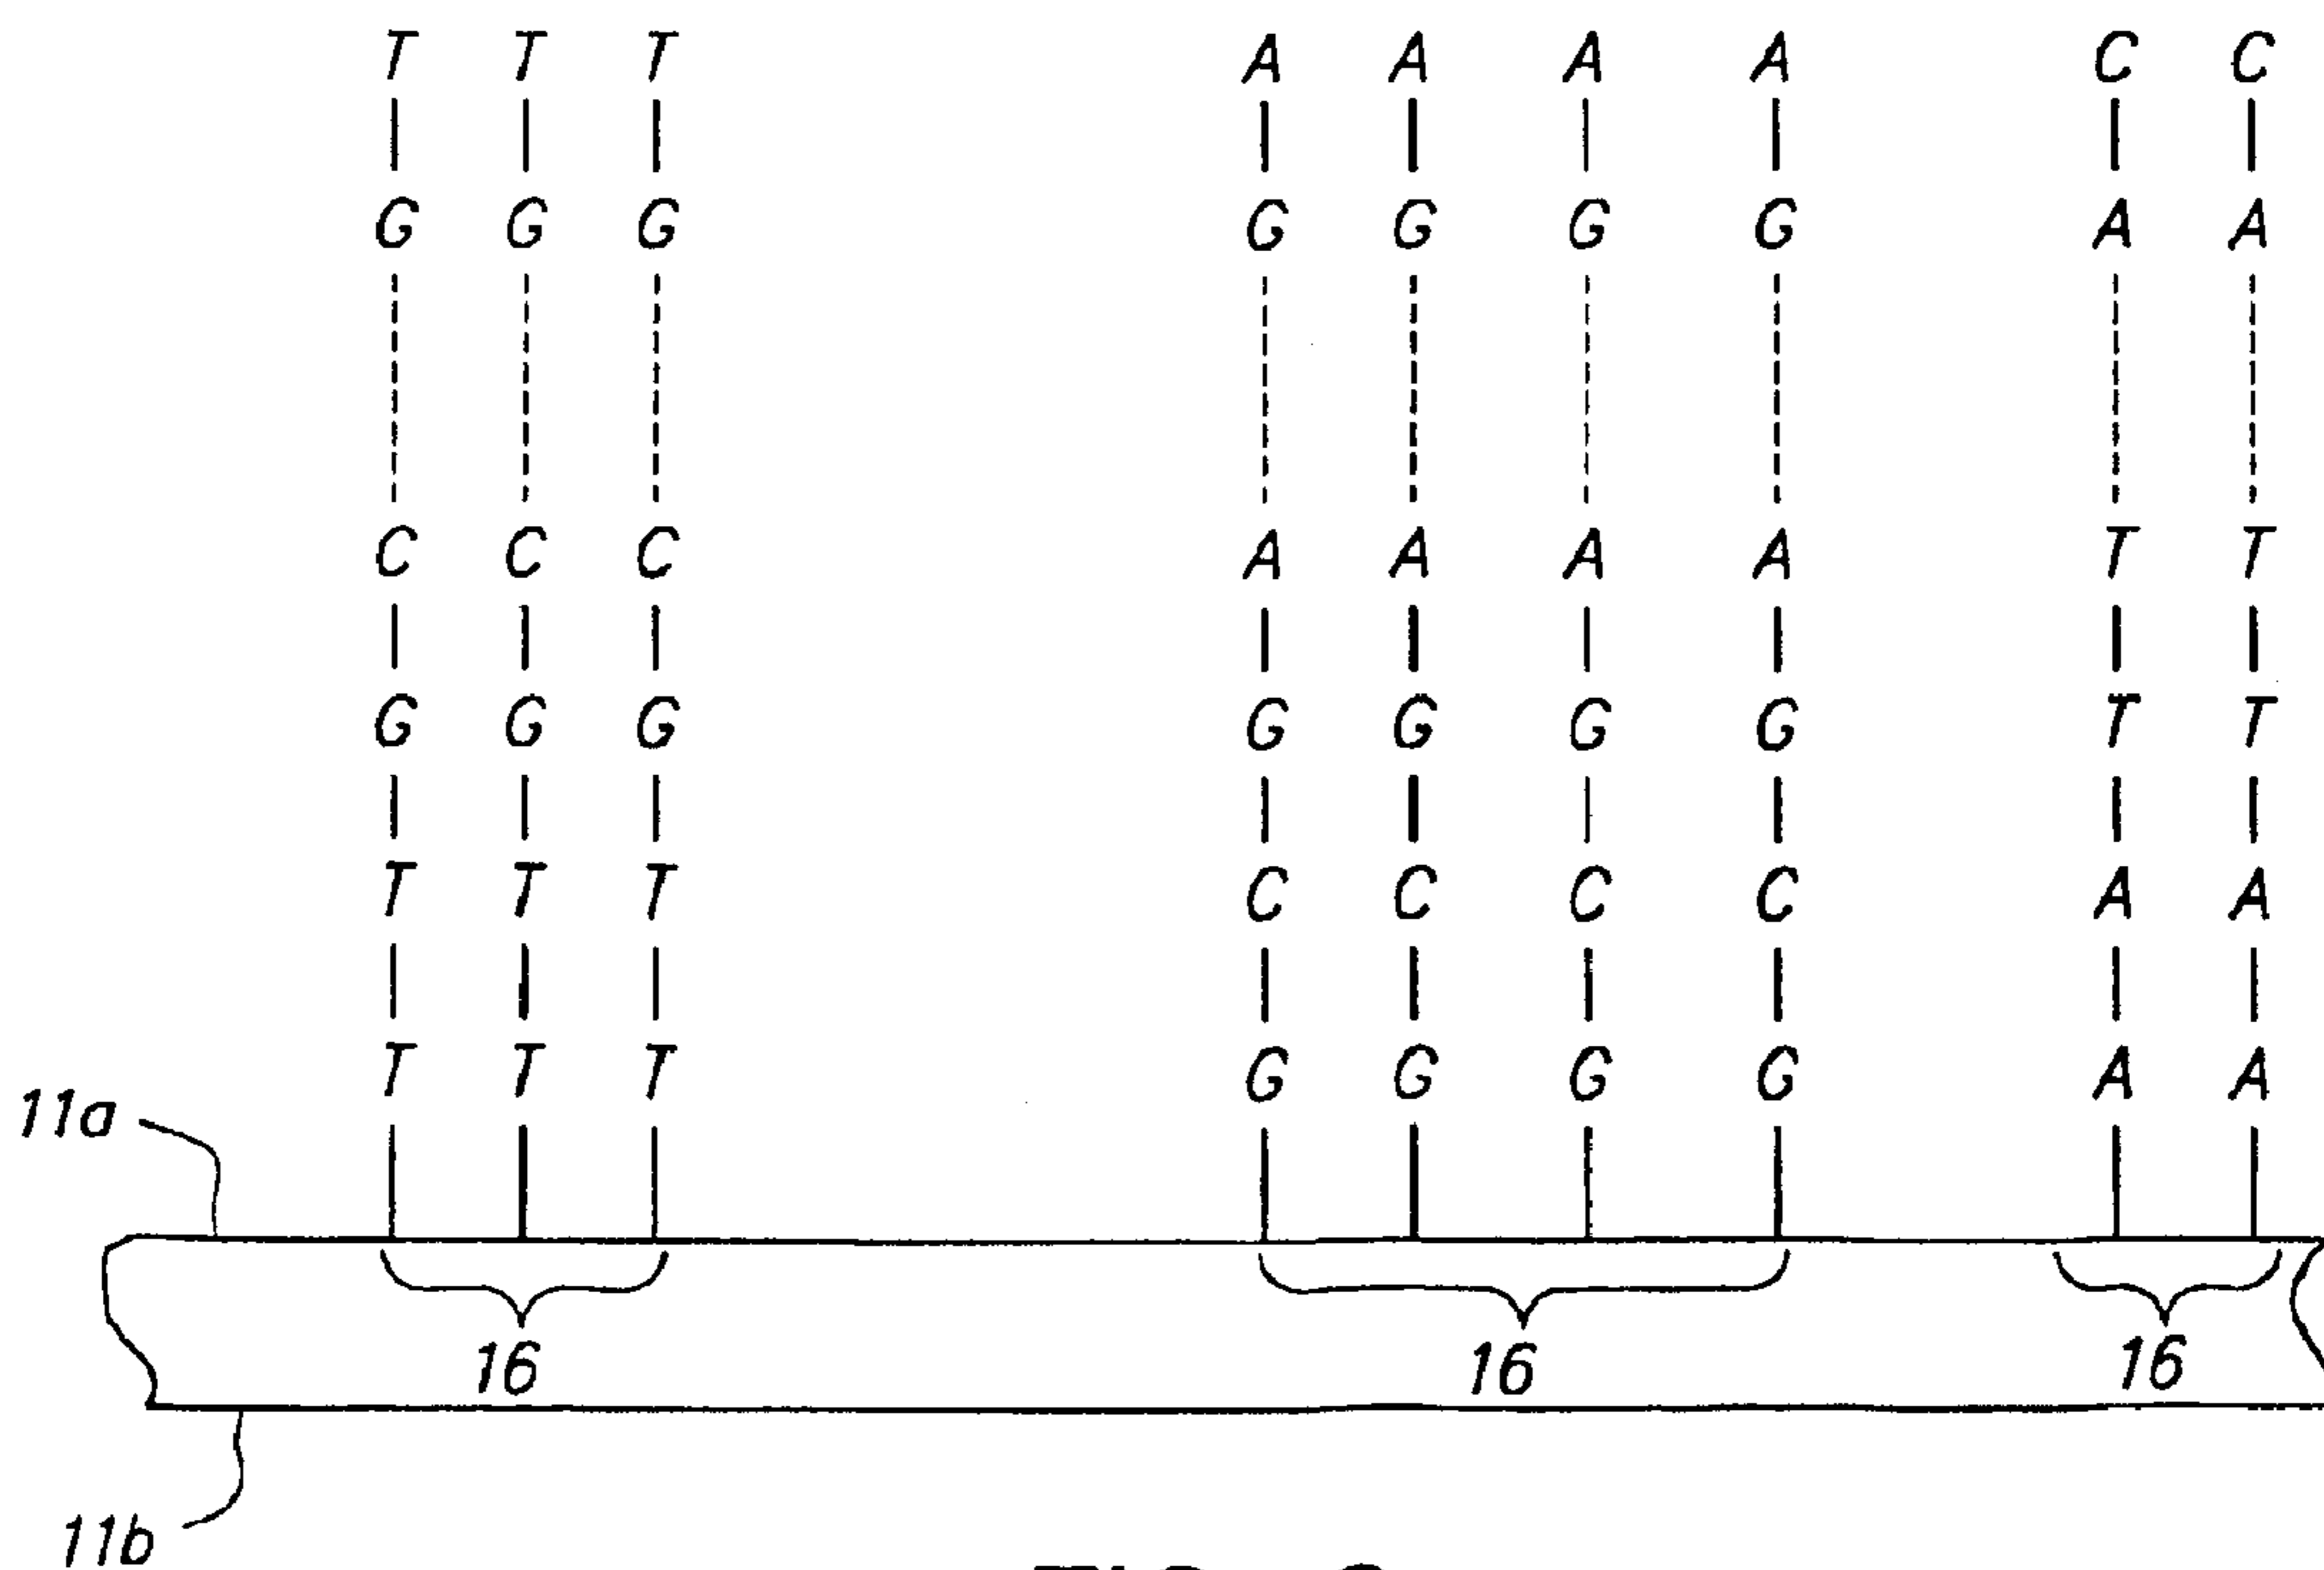 T T T A A A A C C
G G G G G G G A A
C C C A A A A T T
G G G G G G G T T
T T T C C C C A A
T T T G G G G A A
11a
16 16 16
11b